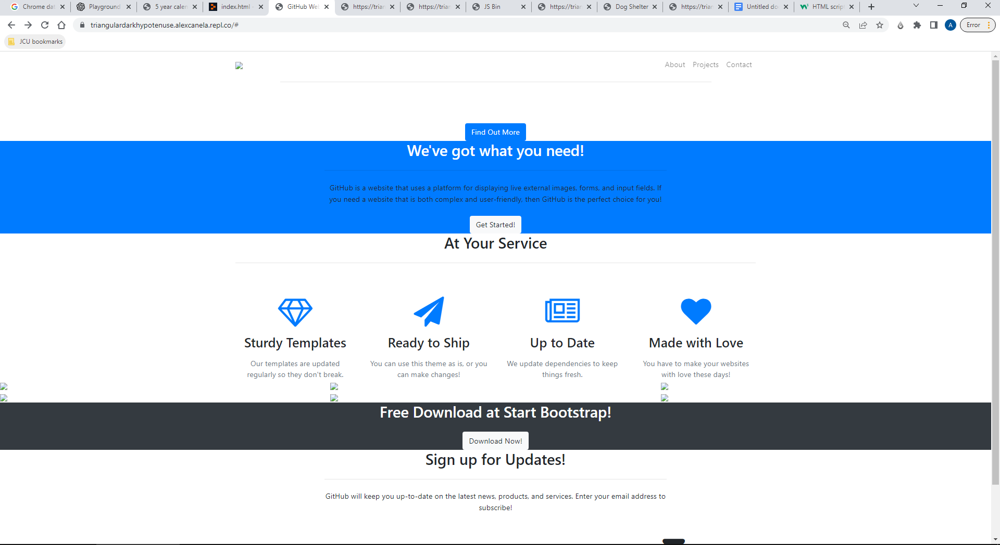 Chrome dat
Playground
5 year calen
index.html -
GitHub Web
https://trian
https://trian
JS Bin
https://trian
Dog Shelter
https://trian
Untitled do
HTML script
triangulardarkhypotenuse.alexcanela.repl.co/#
A
Error
JCU bookmarks
About Projects Contact
Find Out More
We've got what you need!
GitHub is a website that uses a platform for displaying live external images, forms, and input fields. If
you need a website that is both complex and user-friendly, then GitHub is the perfect choice for you!
Get Started!
At Your Service
Sturdy Templates
Our templates are updated
regularly so they don't break.
Ready to Ship
You can use this theme as is, or you
can make changes!
Up to Date
We update dependencies to keep
things fresh.
Made with Love
You have to make your websites
with love these days!
Free Download at Start Bootstrap!
Download Now!
Sign up for Updates!
GitHub will keep you up-to-date on the latest news, products, and services. Enter your email address to
subscribe!